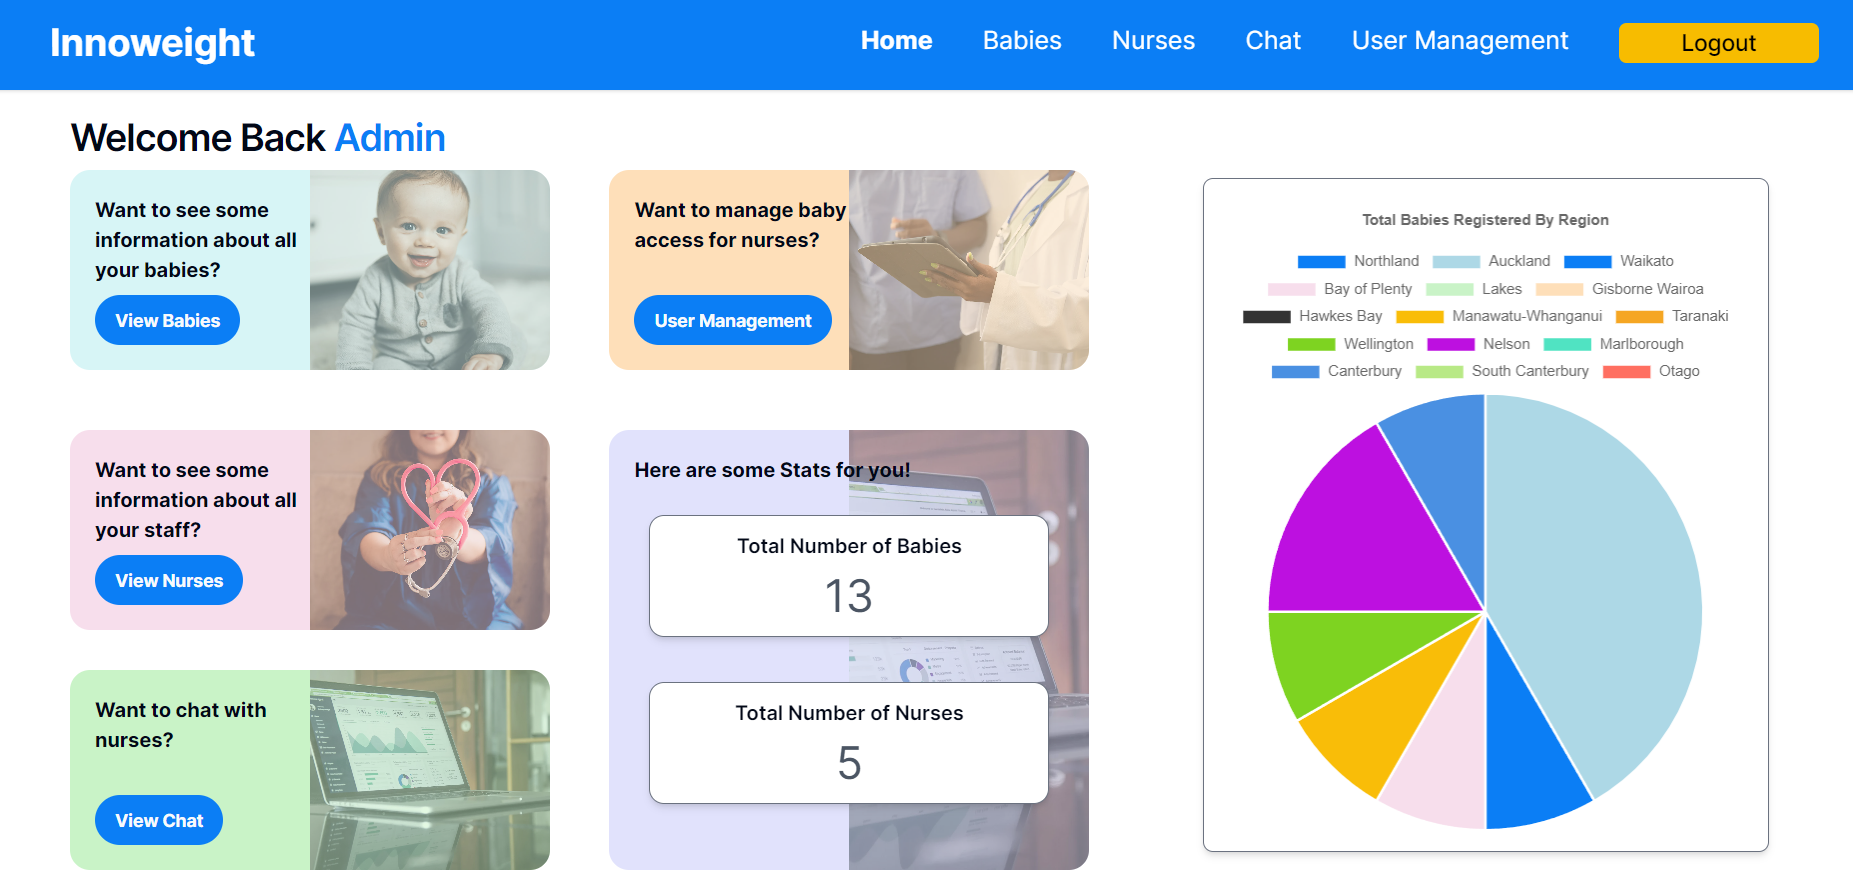 Innoweight
Home Babies Nurses Chat User Management Logout
Welcome Back Admin
Want to see some
information about all
your babies?
View Babies
Want to manage baby
access for nurses?
User Management
Want to see some
information about all
your staff?
View Nurses
Want to chat with
nurses?
View Chat
Here are some Stats for you!
Total Number of Babies
13
Total Number of Nurses
5
Total Babies Registered By Region
Northland Auckland Waikato
Bay of Plenty Lakes Gisborne Wairoa
Hawkes Bay Manawatu-Whanganui Taranaki
Wellington Nelson Marlborough
Canterbury South Canterbury Otago